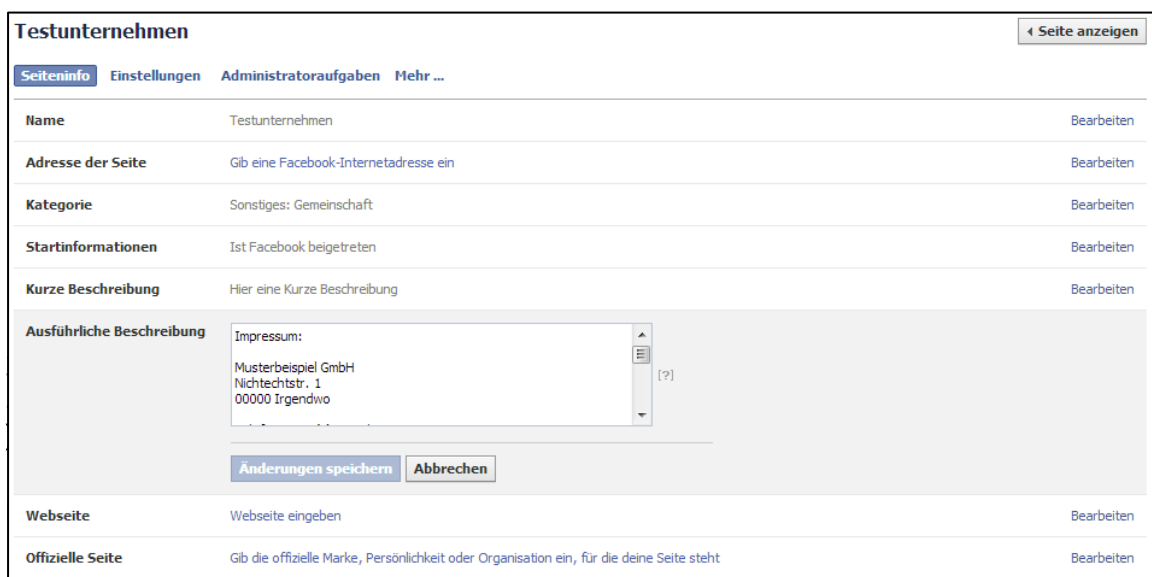 Testunternehmen
Seite anzeigen
Seiteninfo Einstellungen Administratoraufgaben Mehr ...
Name Testunternehmen Bearbeiten
Adresse der Seite Gib eine Facebook-Internetadresse ein Bearbeiten
Kategorie Sonstiges: Gemeinschaft Bearbeiten
Startinformationen Ist Facebook beigetreten Bearbeiten
Kurze Beschreibung Hier eine Kurze Beschreibung Bearbeiten
Ausführliche Beschreibung Impressum:
Musterbeispiel GmbH
Nichtechtstr. 1
00000 Irgendwo
[?]
Änderungen speichern Abbrechen
Webseite Webseite eingeben Bearbeiten
Offizielle Seite Gib die offizielle Marke, Persönlichkeit oder Organisation ein, für die deine Seite steht Bearbeiten